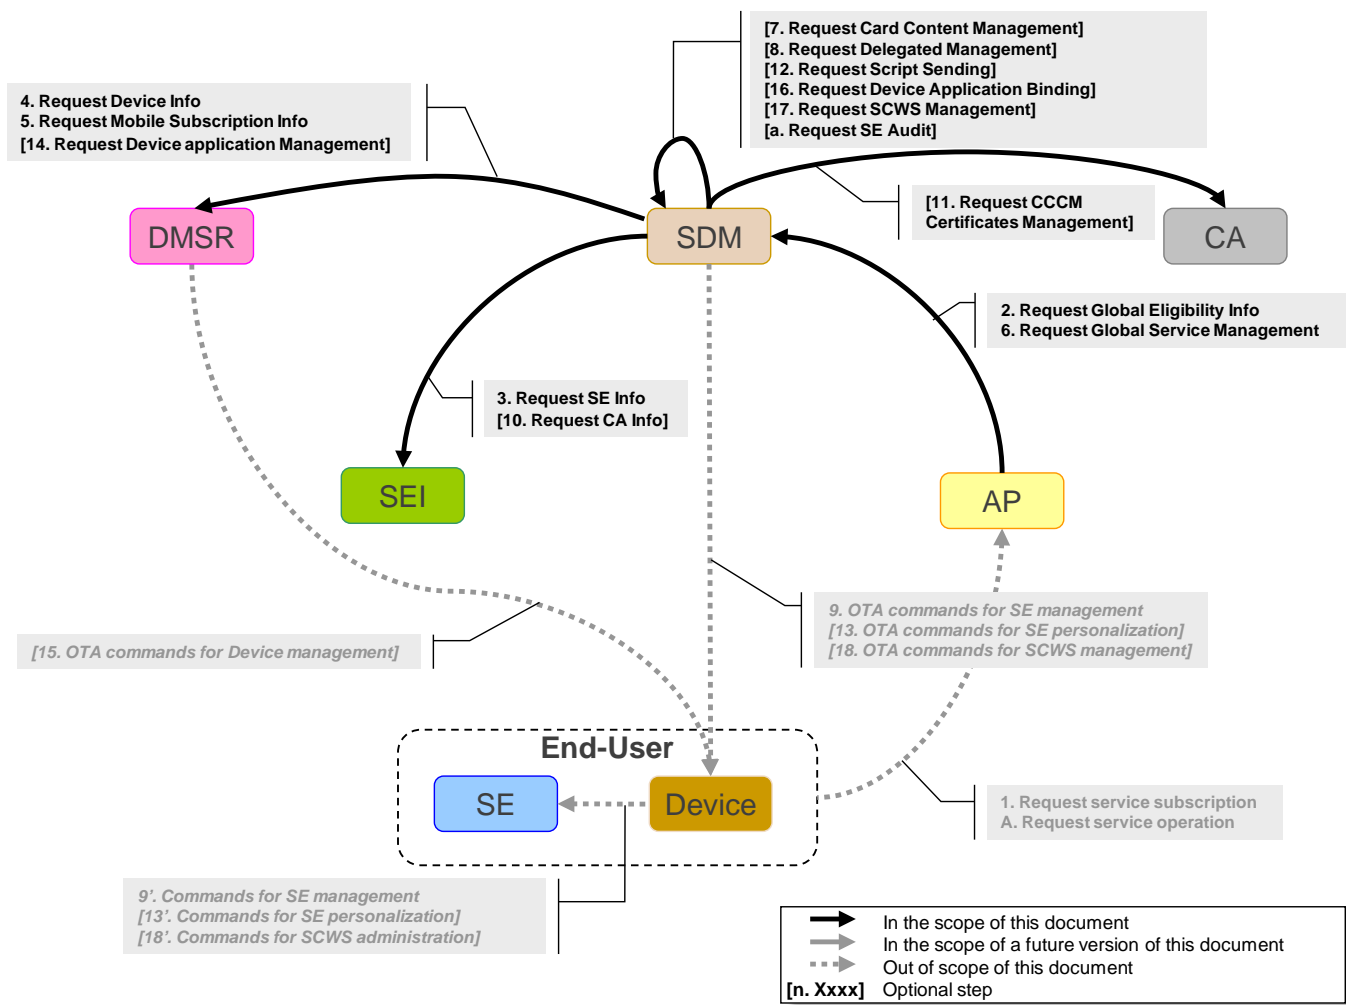 [7. Request Card Content Management]
[8. Request Delegated Management]
[12. Request Script Sending]
[16. Request Device Application Binding]
[17. Request SCWS Management]
[a. Request SE Audit]
4. Request Device Info
5. Request Mobile Subscription Info
[14. Request Device application Management]
[11. Request CCCM
Certificates Management]
DMSR
SDM
CA
2. Request Global Eligibility Info
6. Request Global Service Management
3. Request SE Info
[10. Request CA Info]
SEI
AP
9. OTA commands for SE management
[13. OTA commands for SE personalization]
[18. OTA commands for SCWS management]
[15. OTA commands for Device management]
End-User
SE
Device
1. Request service subscription
A. Request service operation
9’. Commands for SE management
[13’. Commands for SE personalization]
[18’. Commands for SCWS administration]
In the scope of this document
In the scope of a future version of this document
Out of scope of this document
[n. Xxxx] Optional step